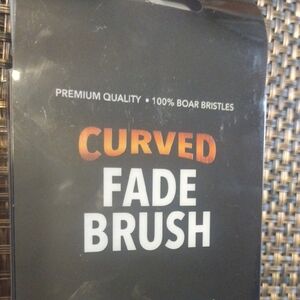 PREMIUM QUALITY • 100% BOAR BRISTLES
CURVED
FADE
BRUSH